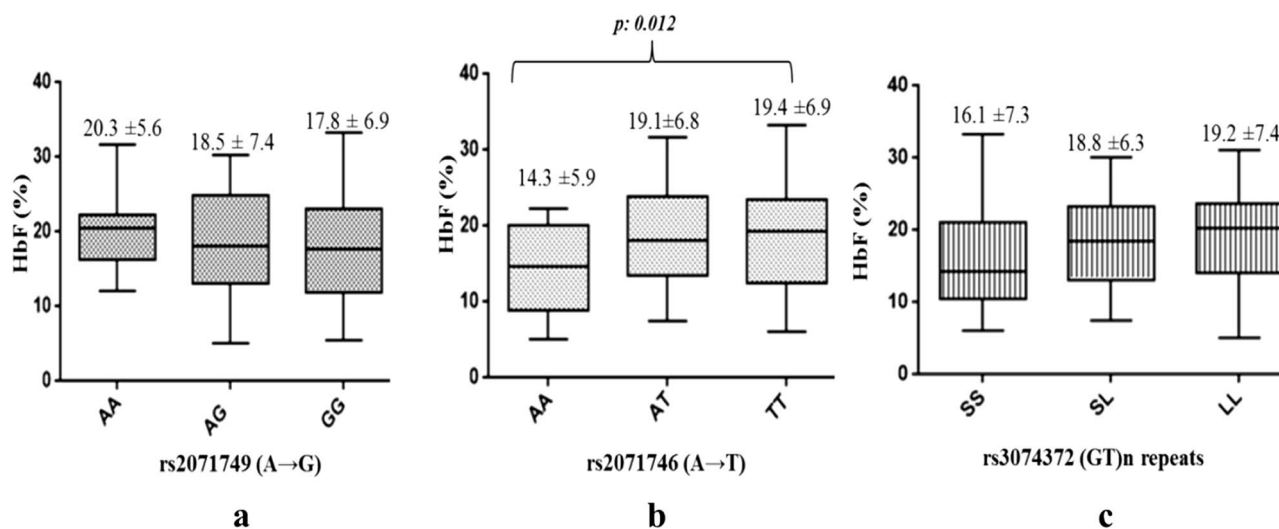 p: 0.012
HbF (%)
40
30
20
10
0
20.3 ±5.6
18.5 ± 7.4
17.8 ± 6.9
AA
AG
GG
rs2071749 (A→G)
a
HbF (%)
40
30
20
10
0
14.3 ±5.9
19.1±6.8
19.4 ±6.9
AA
AT
TT
rs2071746 (A→T)
b
HbF (%)
40
30
20
10
0
16.1 ±7.3
18.8 ±6.3
19.2 ±7.4
SS
SL
LL
rs3074372 (GT)n repeats
c